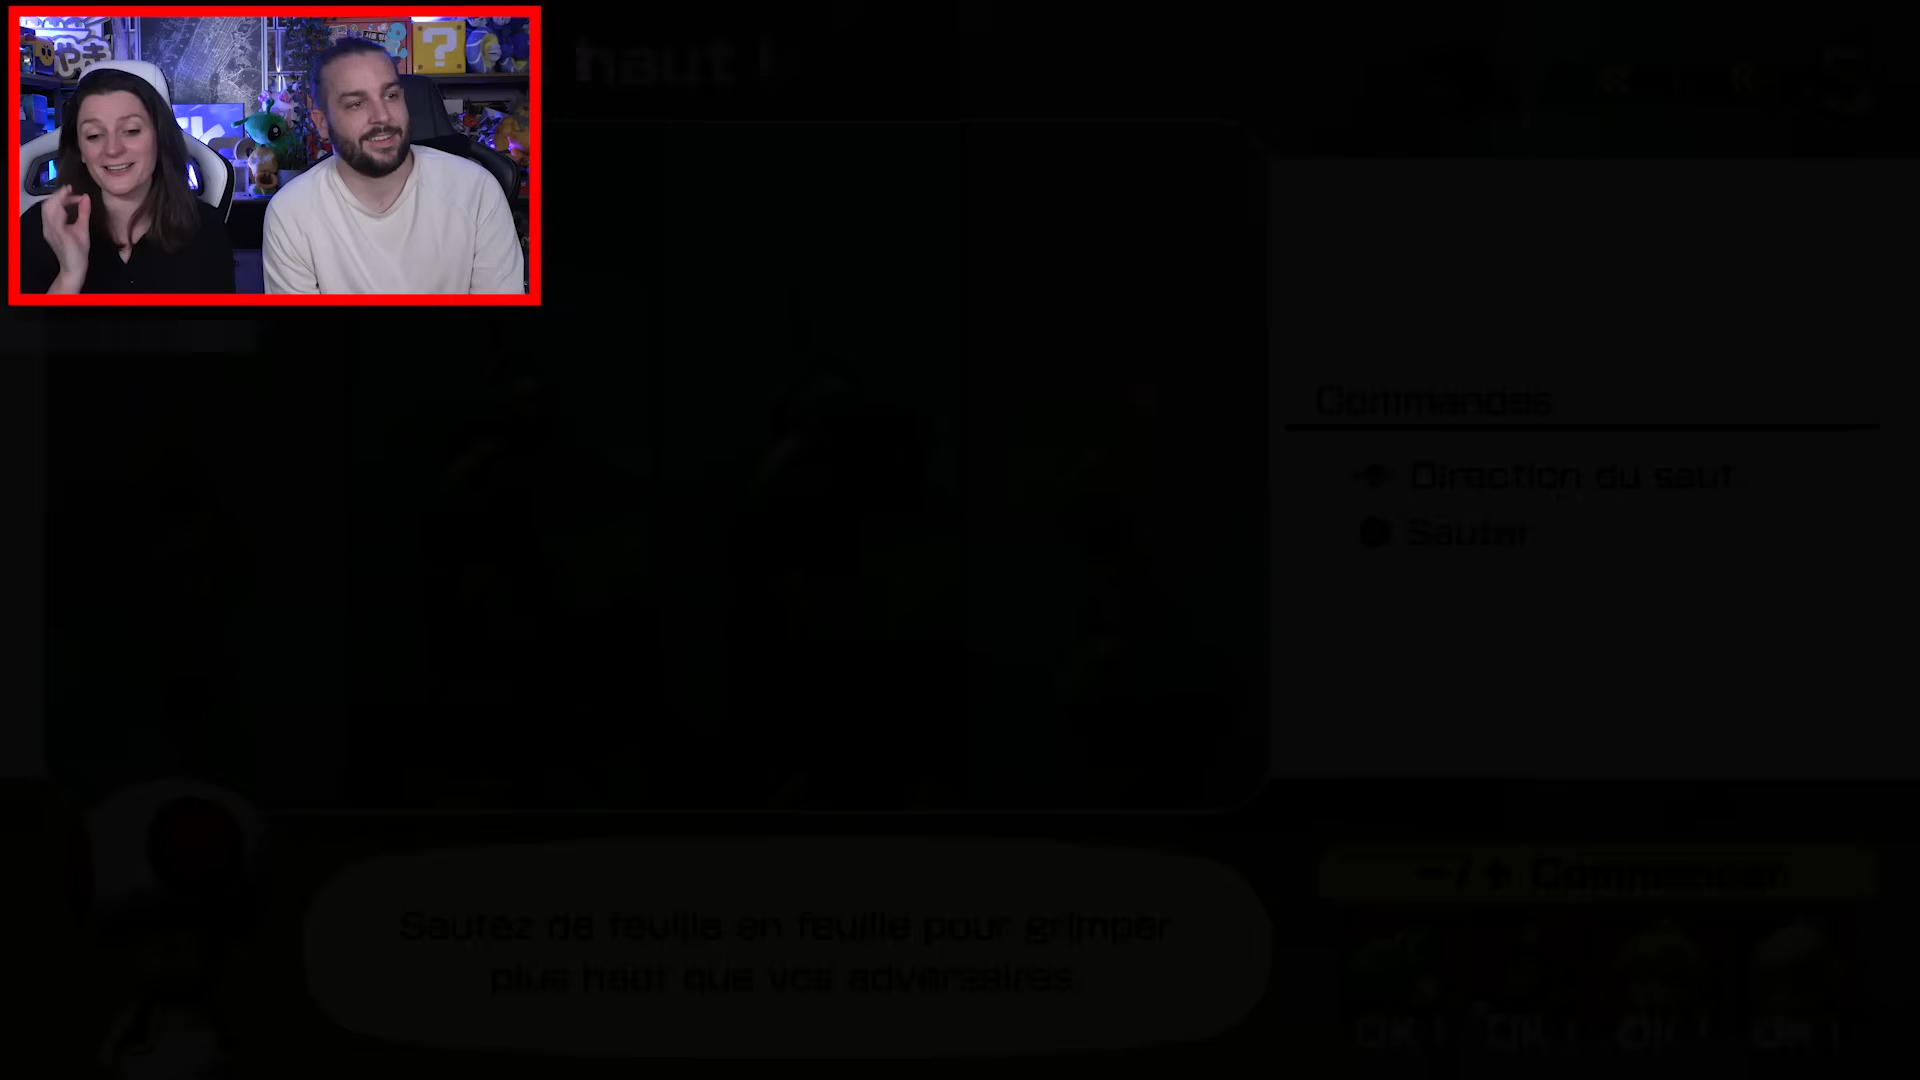 haut !
Commandes
Direction du saut
Sauter
Sautez de feuille en feuille pour grimper
plus haut que vos adversaires.
−/+ Commencer
OK ! OK ! OK ! OK !